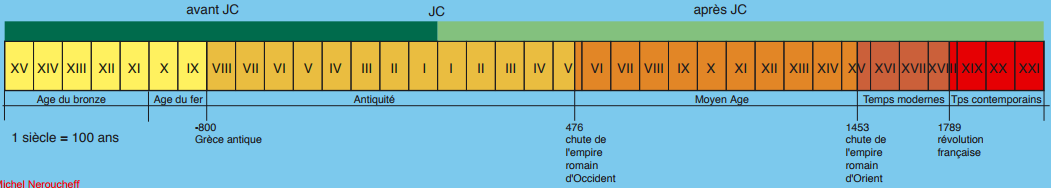 avant JC JC après JC
XV XIV XIII XII XI X IX VIII VII VI V IV III II I I II III IV V VI VII VIII IX X XI XII XIII XIV XV XVI XVII XVIII XIX XX XXI
Age du bronze Age du fer Antiquité Moyen Age Temps modernes Tps contemporains
1 siècle = 100 ans
-800
Grèce antique
476
chute de
l'empire
romain
d'Occident
1453
chute de
l'empire
romain
d'Orient
1789
révolution
française
Michel Neroucheff